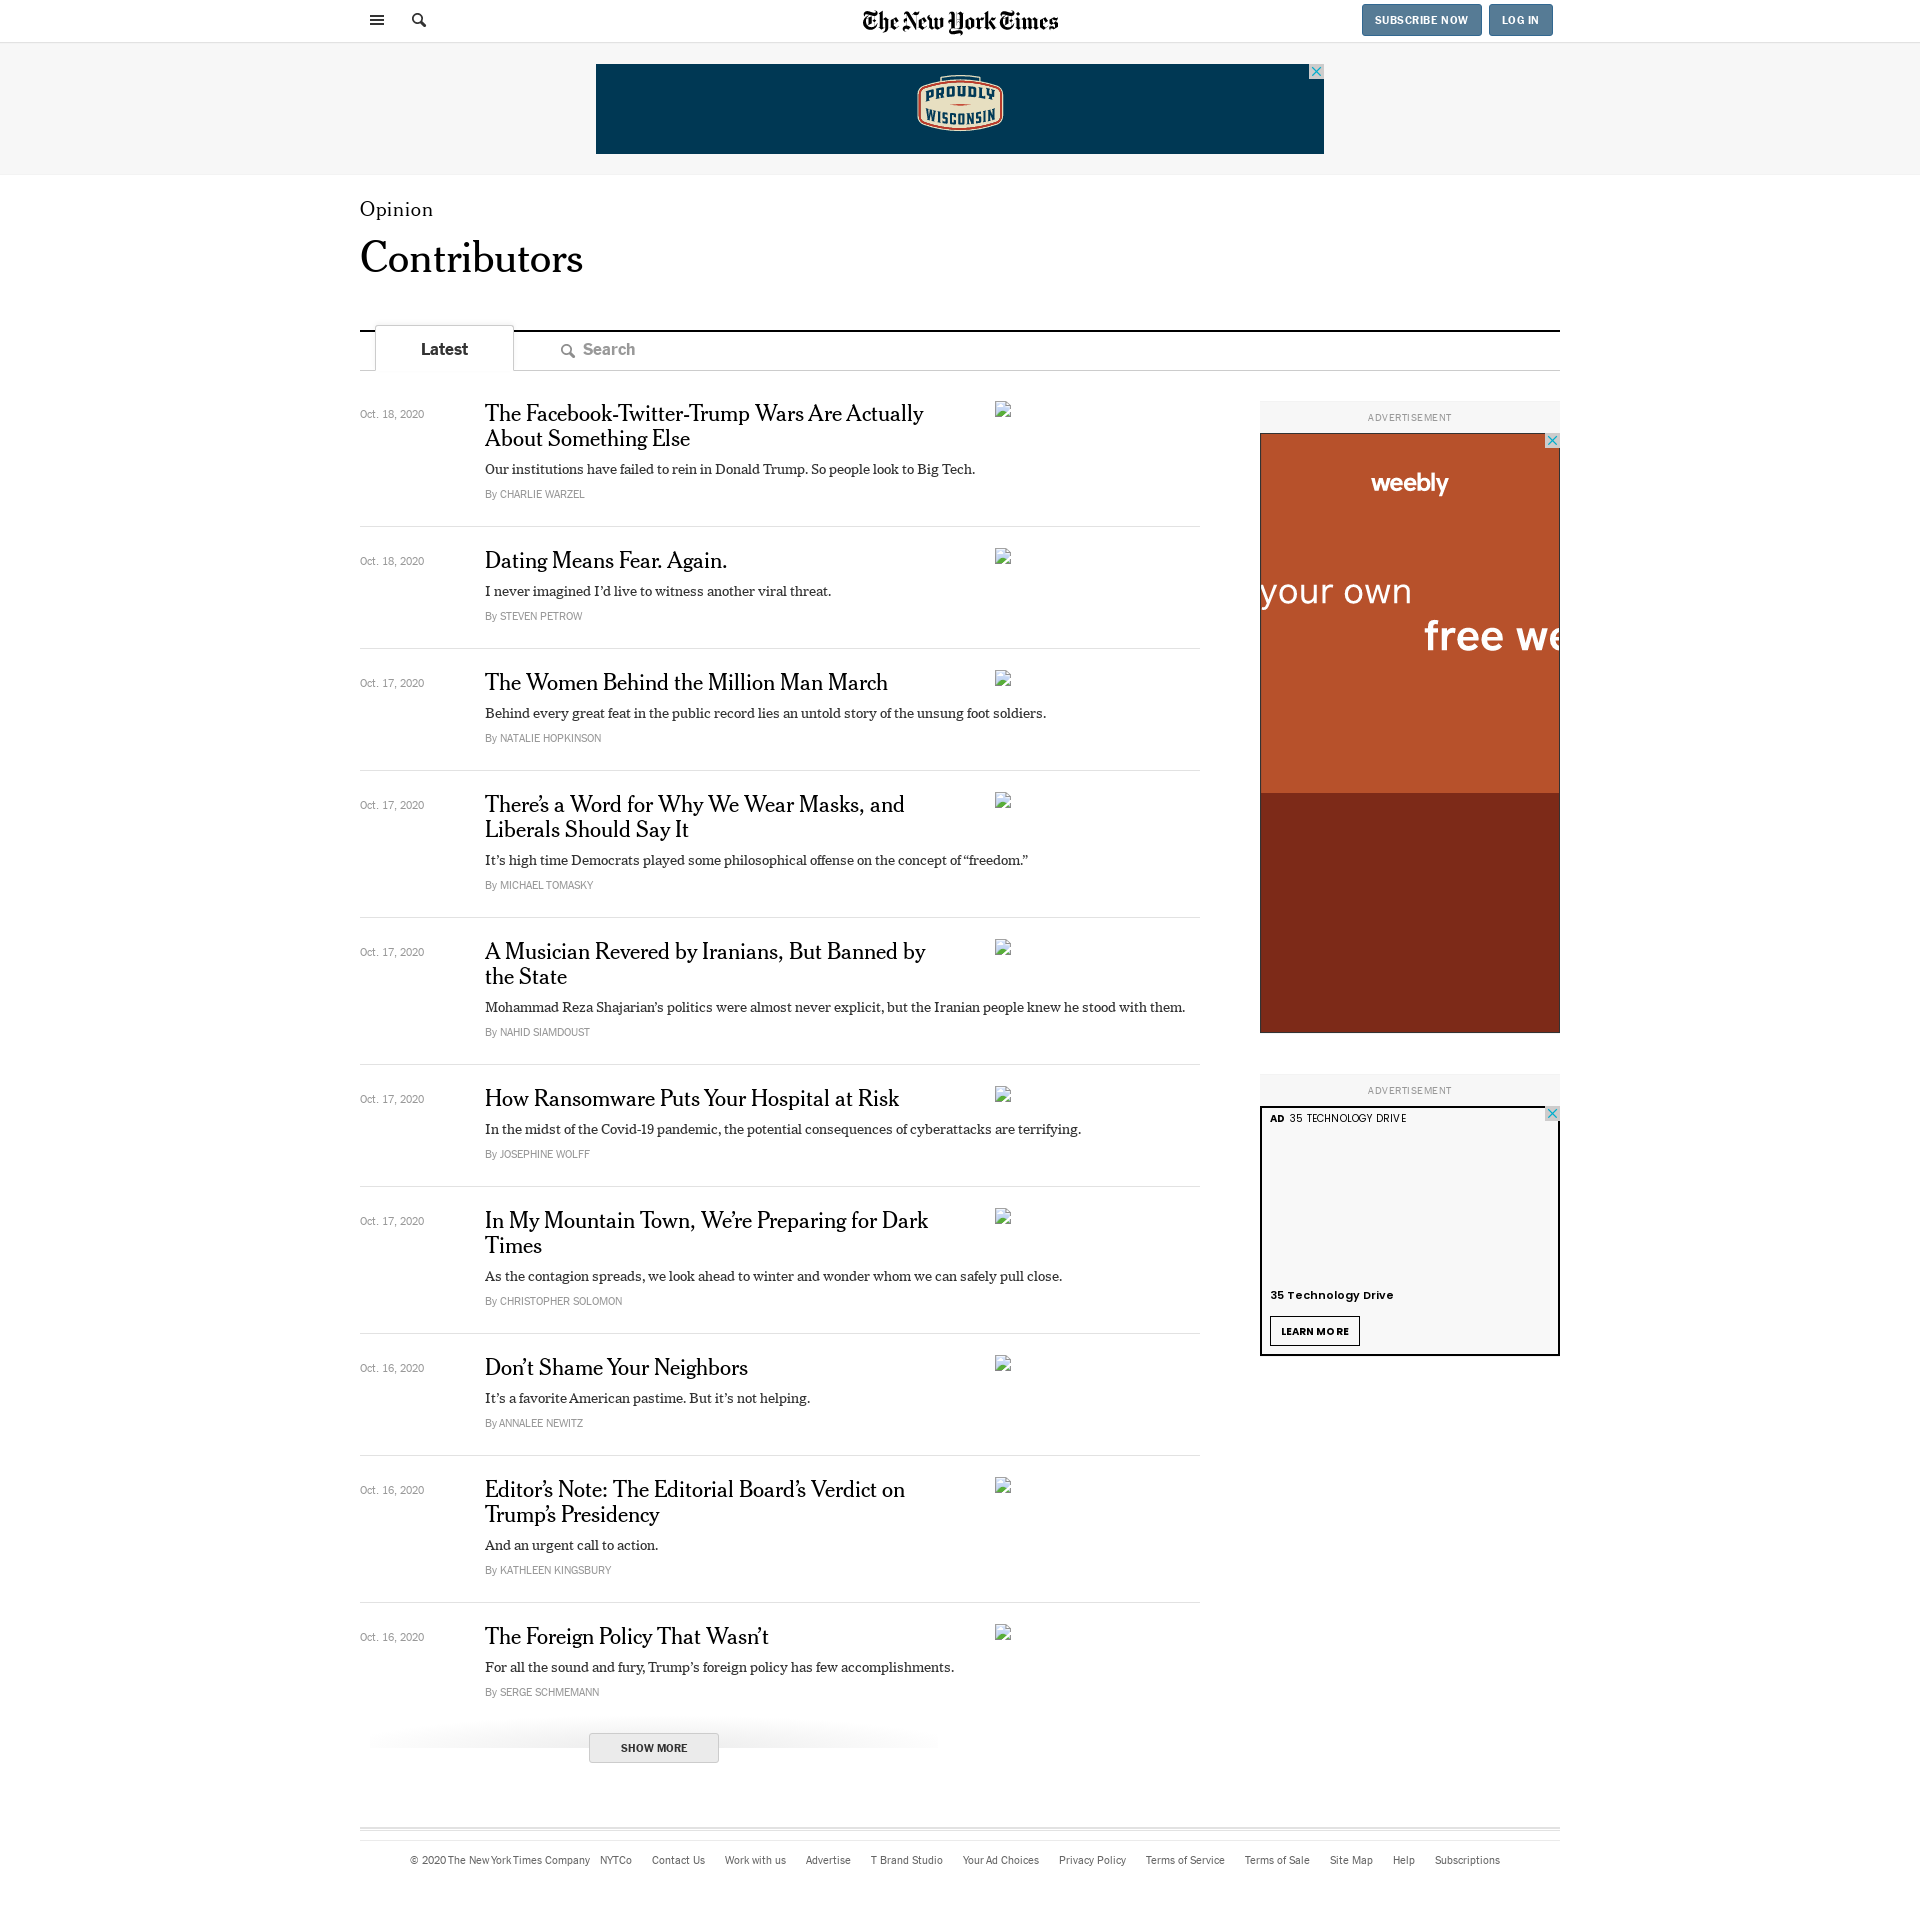 The New York Times
SUBSCRIBE NOW
LOG IN
PROUDLY
WISCONSIN
Opinion
Contributors
Latest
Search
Oct. 18, 2020
The Facebook-Twitter-Trump Wars Are Actually
About Something Else
Our institutions have failed to rein in Donald Trump. So people look to Big Tech.
By CHARLIE WARZEL
Oct. 18, 2020
Dating Means Fear. Again.
I never imagined I’d live to witness another viral threat.
By STEVEN PETROW
Oct. 17, 2020
The Women Behind the Million Man March
Behind every great feat in the public record lies an untold story of the unsung foot soldiers.
By NATALIE HOPKINSON
Oct. 17, 2020
There’s a Word for Why We Wear Masks, and
Liberals Should Say It
It’s high time Democrats played some philosophical offense on the concept of “freedom.”
By MICHAEL TOMASKY
Oct. 17, 2020
A Musician Revered by Iranians, But Banned by
the State
Mohammad Reza Shajarian’s politics were almost never explicit, but the Iranian people knew he stood with them.
By NAHID SIAMDOUST
Oct. 17, 2020
How Ransomware Puts Your Hospital at Risk
In the midst of the Covid-19 pandemic, the potential consequences of cyberattacks are terrifying.
By JOSEPHINE WOLFF
Oct. 17, 2020
In My Mountain Town, We’re Preparing for Dark
Times
As the contagion spreads, we look ahead to winter and wonder whom we can safely pull close.
By CHRISTOPHER SOLOMON
Oct. 16, 2020
Don’t Shame Your Neighbors
It’s a favorite American pastime. But it’s not helping.
By ANNALEE NEWITZ
Oct. 16, 2020
Editor’s Note: The Editorial Board’s Verdict on
Trump’s Presidency
And an urgent call to action.
By KATHLEEN KINGSBURY
Oct. 16, 2020
The Foreign Policy That Wasn’t
For all the sound and fury, Trump’s foreign policy has few accomplishments.
By SERGE SCHMEMANN
SHOW MORE
ADVERTISEMENT
weebly
your own
free we
ADVERTISEMENT
AD 35 TECHNOLOGY DRIVE
35 Technology Drive
LEARN MORE
© 2020 The New York Times Company NYTCo Contact Us Work with us Advertise T Brand Studio Your Ad Choices Privacy Policy Terms of Service Terms of Sale Site Map Help Subscriptions